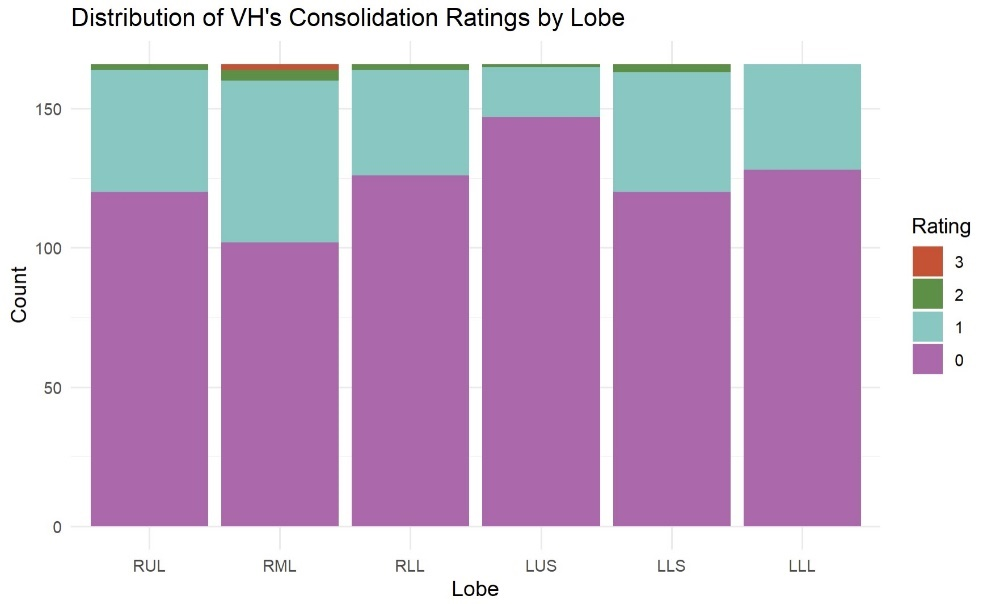 Distribution of VH's Consolidation Ratings by Lobe
150
100
50
0
Count
RUL RML RLL LUS LLS LLL
Lobe
Rating
3
2
1
0